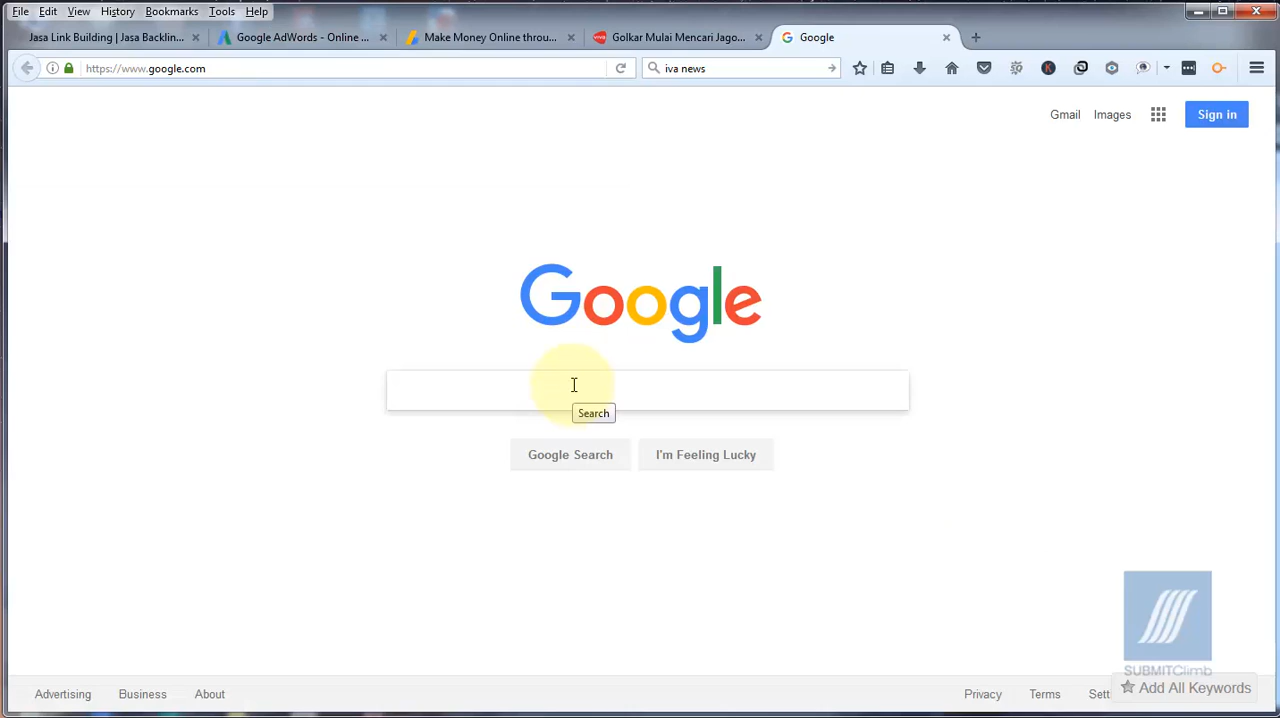 File Edit View History Bookmarks Tools Help
Jasa Link Building | Jasa Backlin...
Google AdWords - Online ...
Make Money Online throu...
VIVA
Golkar Mulai Mencari Jago...
Google
https://www.google.com
iva news
Gmail Images Sign in
Google
Search
Google Search I'm Feeling Lucky
SUBMITClimb
Advertising Business About Privacy Terms Sett
Add All Keywords